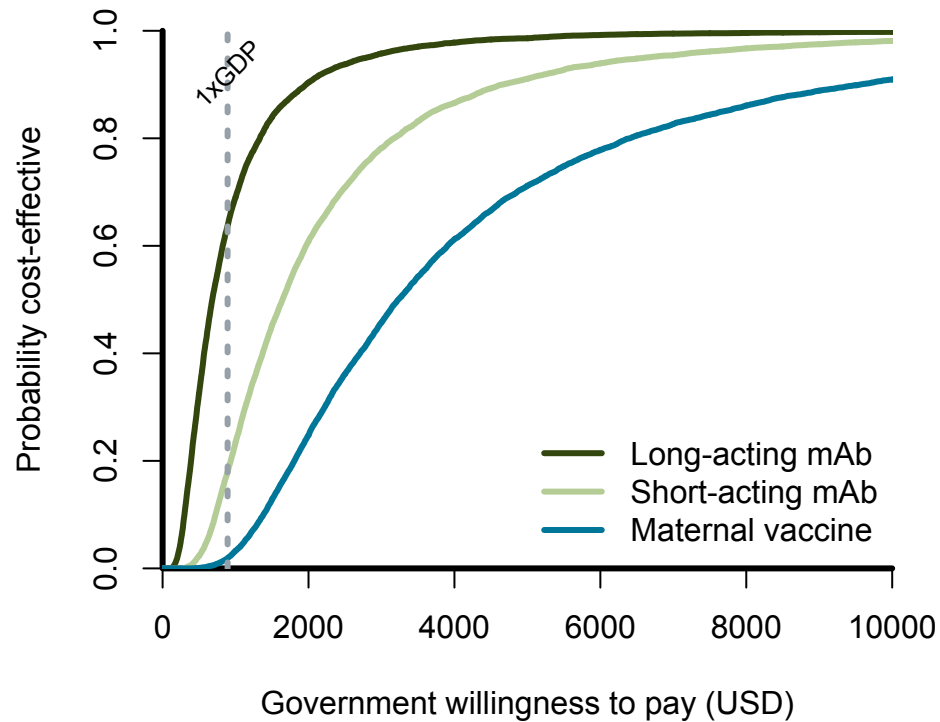 1xGDP
1.0
0.8
0.6
0.4
0.2
0.0
Probability cost-effective
Long-acting mAb
Short-acting mAb
Maternal vaccine
0 2000 4000 6000 8000 10000
Government willingness to pay (USD)